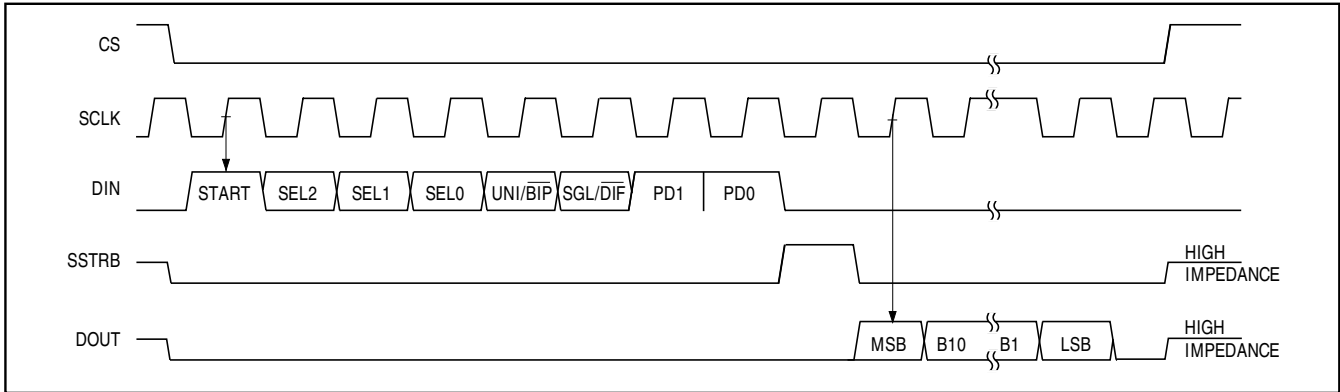 CS
SCLK
DIN START SEL2 SEL1 SEL0 UNI/BIP SGL/DIF PD1 PD0
SSTRB HIGH IMPEDANCE
DOUT MSB B10 B1 LSB HIGH IMPEDANCE